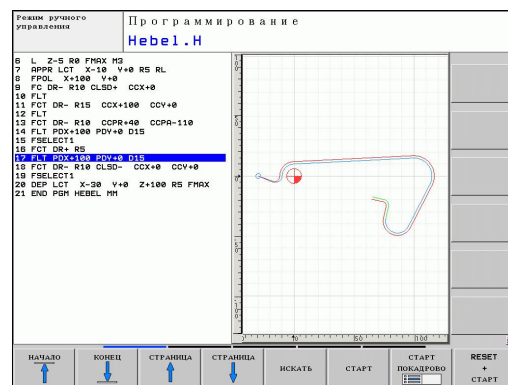 Режим ручного
управления
Программирование
Hebel.H
6 L Z-5 R0 FMAX M3
7 APPR LCT X-10 Y+0 R5 RL
8 FPOL X+100 Y+0
9 FC DR- R10 CLSD+ CCX+0
10 FLT
11 FCT DR- R15 CCX+100 CCY+0
12 FLT
13 FCT DR- R10 CCPR+40 CCPA-110
14 FLT PDX+100 PDY+0 D15
15 FSELECT1
16 FCT DR+ R5
17 FLT PDX+100 PDY+0 D15
18 FCT DR- R10 CLSD- CCX+0 CCY+0
19 FSELECT1
20 DEP LCT X-30 Y+0 Z+100 R5 FMAX
21 END PGM HEBEL MM
0 50 100
НАЧАЛО
КОНЕЦ
СТРАНИЦА
СТРАНИЦА
ИСКАТЬ
СТАРТ
СТАРТ
ПОКАДРОВО
RESET
+
СТАРТ